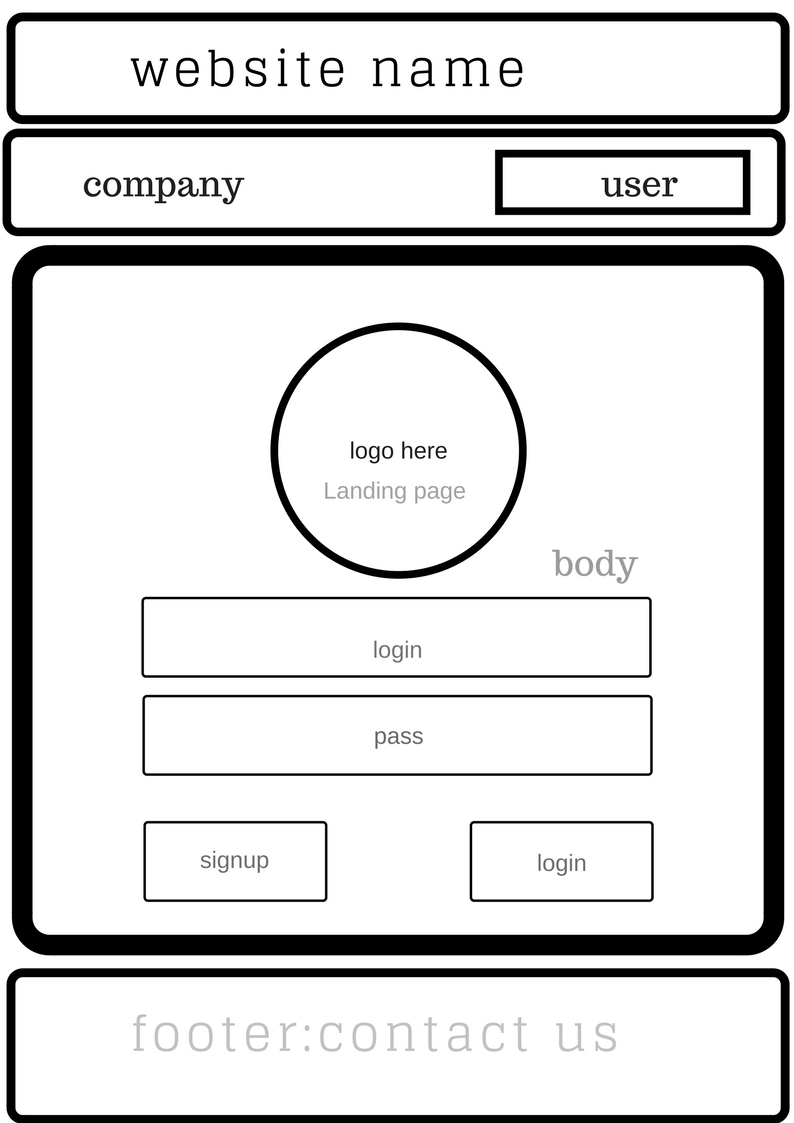 website name
company
user
logo here
Landing page
body
login
pass
signup
login
footer:contact us